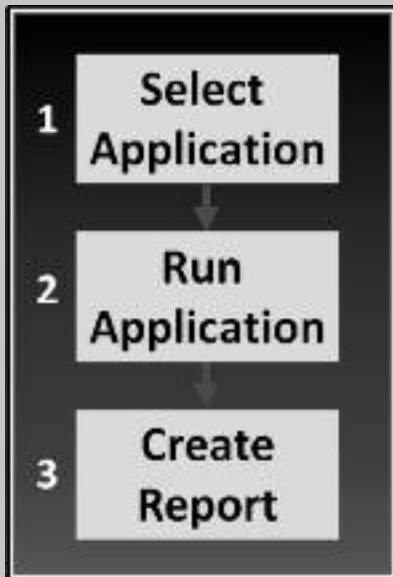 1
Select
Application
2
Run
Application
3
Create
Report